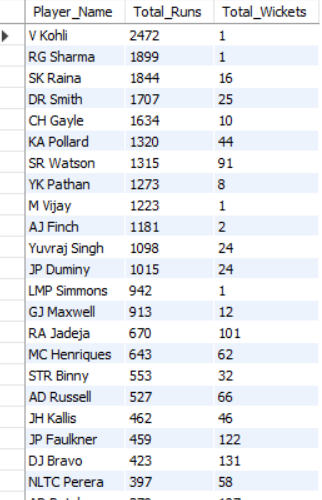 Player_Name Total_Runs Total_Wickets
V Kohli 2472 1
RG Sharma 1899 1
SK Raina 1844 16
DR Smith 1707 25
CH Gayle 1634 10
KA Pollard 1320 44
SR Watson 1315 91
YK Pathan 1273 8
M Vijay 1223 1
AJ Finch 1181 2
Yuvraj Singh 1098 24
JP Duminy 1015 24
LMP Simmons 942 1
GJ Maxwell 913 12
RA Jadeja 670 101
MC Henriques 643 62
STR Binny 553 32
AD Russell 527 66
JH Kallis 462 46
JP Faulkner 459 122
DJ Bravo 423 131
NLTC Perera 397 58